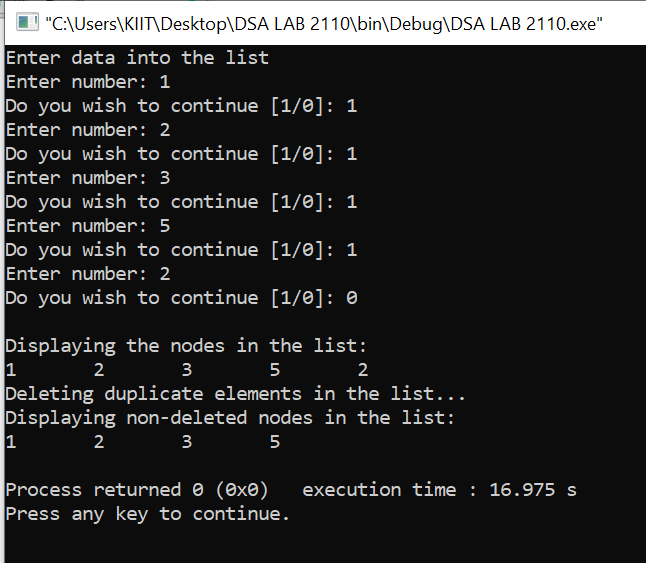 "C:\Users\KIIT\Desktop\DSA LAB 2110\bin\Debug\DSA LAB 2110.exe"
Enter data into the list
Enter number: 1
Do you wish to continue [1/0]: 1
Enter number: 2
Do you wish to continue [1/0]: 1
Enter number: 3
Do you wish to continue [1/0]: 1
Enter number: 5
Do you wish to continue [1/0]: 1
Enter number: 2
Do you wish to continue [1/0]: 0

Displaying the nodes in the list:
1       2       3       5       2
Deleting duplicate elements in the list...
Displaying non-deleted nodes in the list:
1       2       3       5

Process returned 0 (0x0)   execution time : 16.975 s
Press any key to continue.